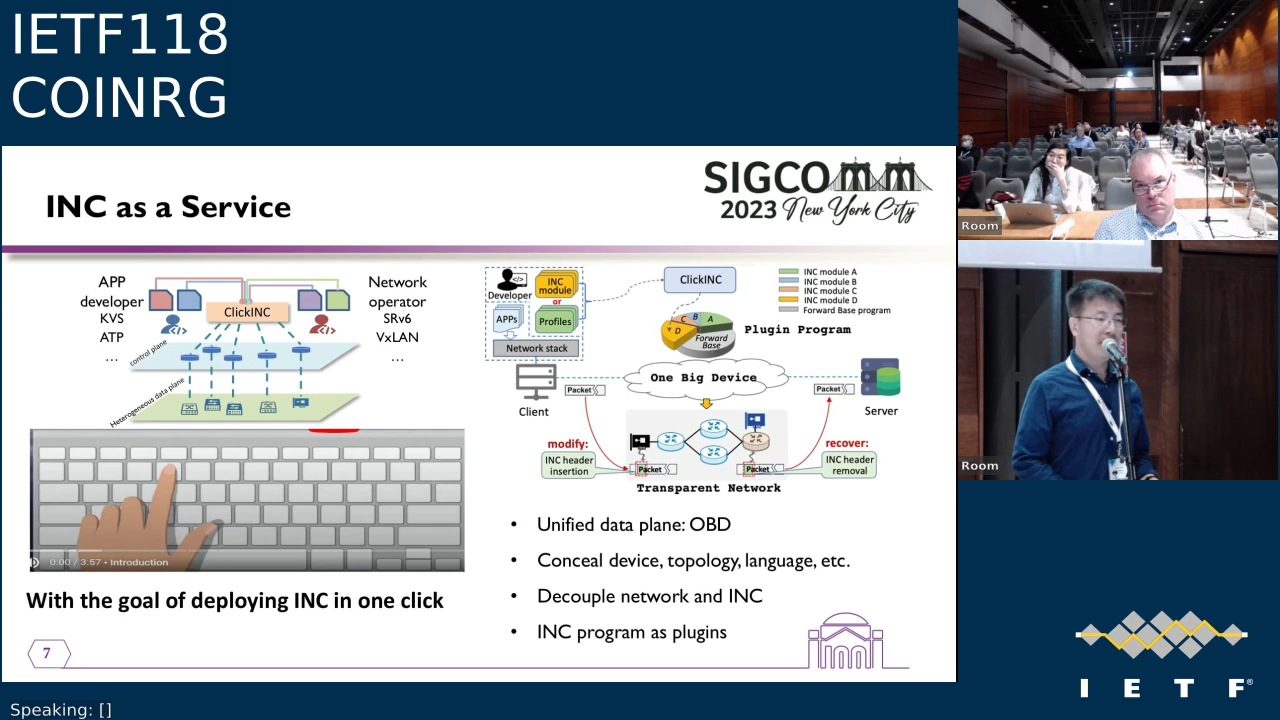 IETF118
COINRG
INC as a Service
SIGCOMM
2023 New York City
APP
developer
KVS
ATP
...
ClickINC
Network
operator
SRv6
VxLAN
...
control plane
Heterogeneous data plane
0:00 / 3:57 • Introduction
With the goal of deploying INC in one click
7
Developer
INC
module
or
APPs
Profiles
Network stack
ClickINC
INC module A
INC module B
INC module C
INC module D
Forward Base program
C
B
A
D
Forward
Base
Plugin Program
One Big Device
Packet
Packet
Client
Server
modify:
INC header
insertion
Packet
Packet
recover:
INC header
removal
Transparent Network
• Unified data plane: OBD
• Conceal device, topology, language, etc.
• Decouple network and INC
• INC program as plugins
Room
Room
I E T F®
Speaking: []